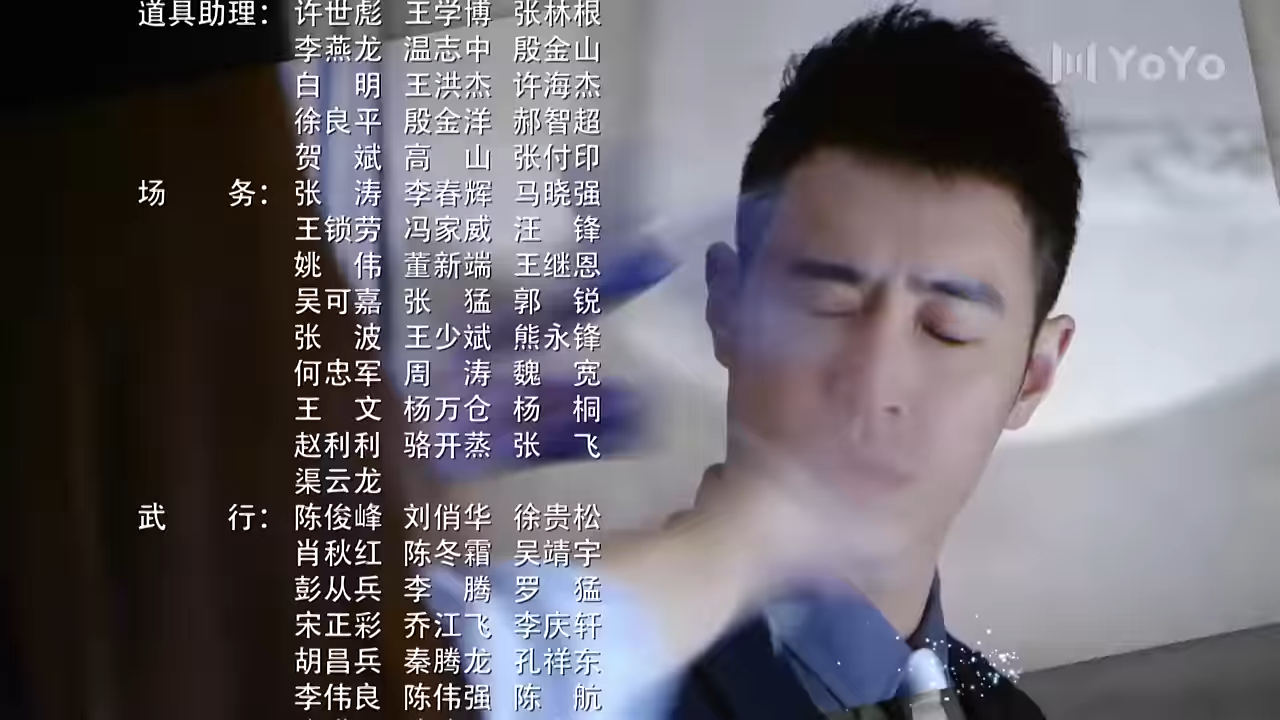 道具助理： 许世彪 王学博 张林根
李燕龙 温志中 殷金山
白 明 王洪杰 许海杰
徐良平 殷金洋 郝智超
贺 斌 高 山 张付印
场 务： 张 涛 李春辉 马晓强
王锁劳 冯家威 汪 锋
姚 伟 董新端 王继恩
吴可嘉 张 猛 郭 锐
张 波 王少斌 熊永锋
何忠军 周 涛 魏 宽
王 文 杨万仓 杨 桐
赵利利 骆开蒸 张 飞
渠云龙
武 行： 陈俊峰 刘俏华 徐贵松
肖秋红 陈冬霜 吴靖宇
彭从兵 李 腾 罗 猛
宋正彩 乔江飞 李庆轩
胡昌兵 秦腾龙 孔祥东
李伟良 陈伟强 陈 航
YoYo